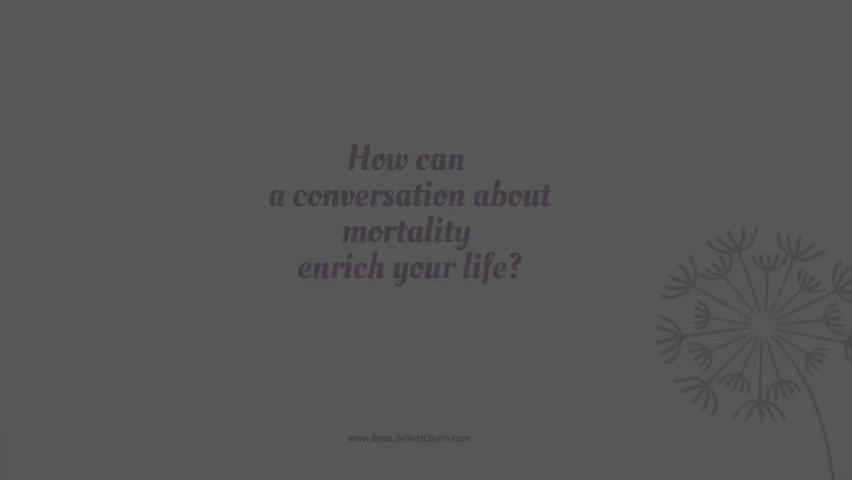 How can
a conversation about
mortality
enrich your life?
www.BestLifeBestDeath.com